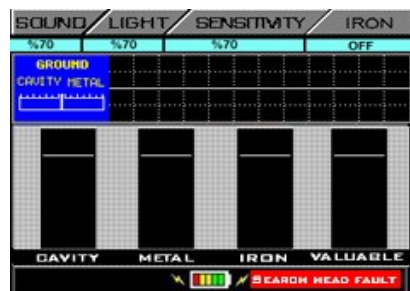 SOUND LIGHT SENSITIVITY IRON
%70 %70 %70 OFF
GROUND
CAVITY METAL
CAVITY METAL IRON VALUABLE
SEARCH HEAD FAULT